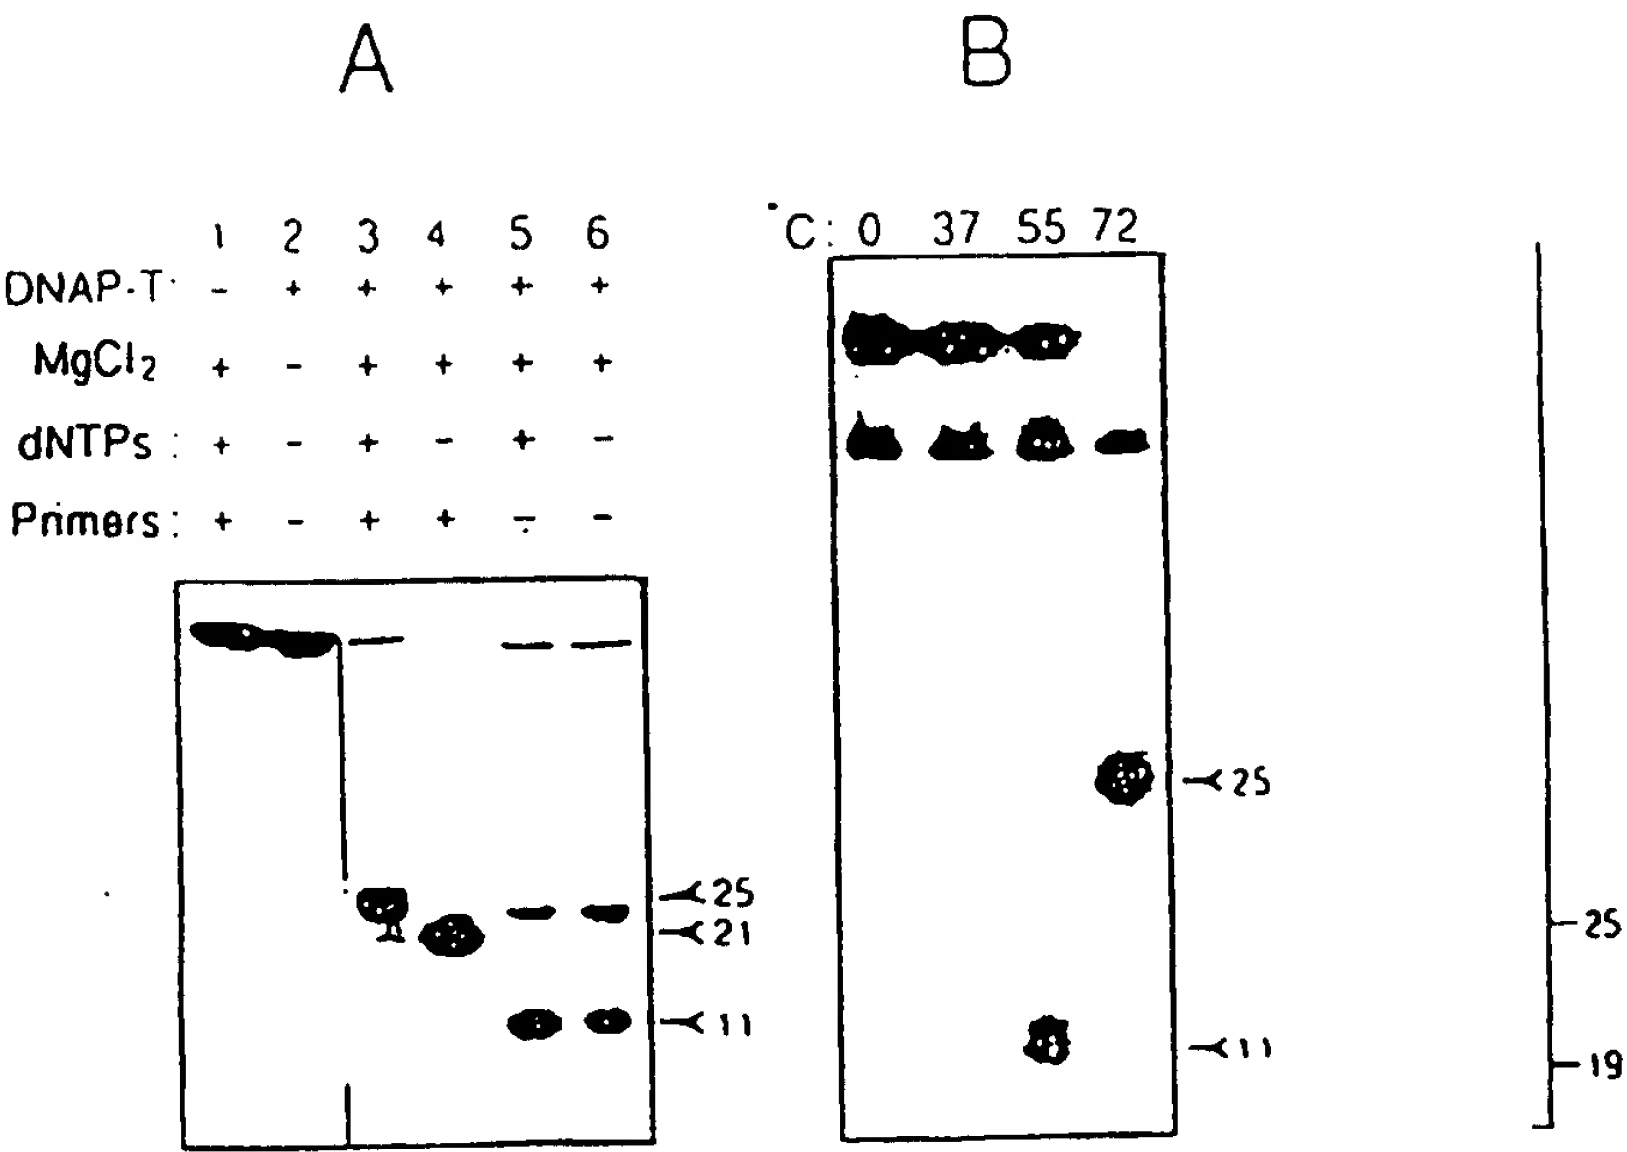 A
B
1 2 3 4 5 6
DNAP-T: - + + + + +
MgCl2 + - + + + +
dNTPs : + - + - + -
Primers: + - + + - -
°C: 0 37 55 72
25
21
11
25
11
25
19